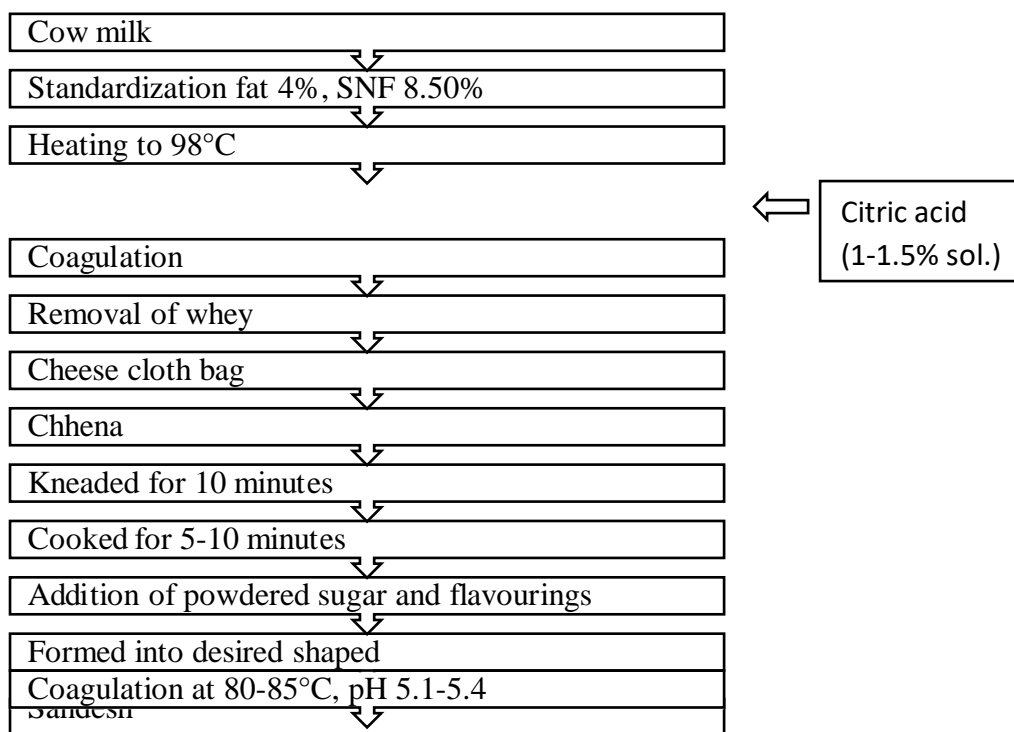 Cow milk
Standardization fat 4%, SNF 8.50%
Heating to 98°C
Citric acid
(1-1.5% sol.)
Coagulation
Removal of whey
Cheese cloth bag
Chhena
Kneaded for 10 minutes
Cooked for 5-10 minutes
Addition of powdered sugar and flavourings
Formed into desired shaped
Coagulation at 80-85°C, pH 5.1-5.4
Sandesh